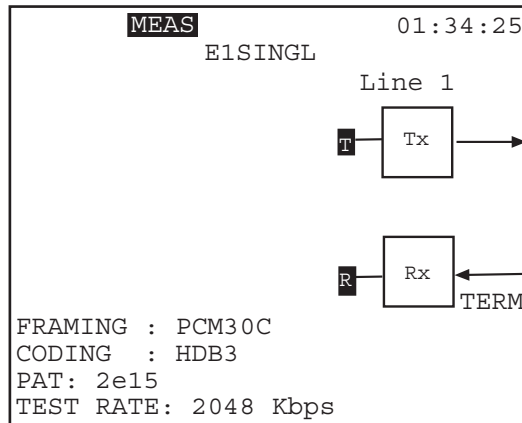 MEAS 01:34:25
E1SINGL
Line 1
T Tx
R Rx
TERM
FRAMING : PCM30C
CODING : HDB3
PAT: 2e15
TEST RATE: 2048 Kbps